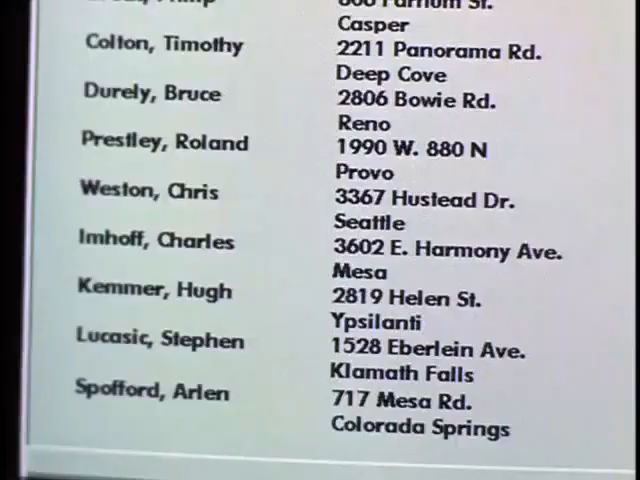 Casper
Colton, Timothy 2211 Panorama Rd.
Deep Cove
Durely, Bruce 2806 Bowie Rd.
Reno
Prestley, Roland 1990 W. 880 N
Provo
Weston, Chris 3367 Hustead Dr.
Seattle
Imhoff, Charles 3602 E. Harmony Ave.
Mesa
Kemmer, Hugh 2819 Helen St.
Ypsilanti
Lucasic, Stephen 1528 Eberlein Ave.
Klamath Falls
Spofford, Arlen 717 Mesa Rd.
Colorada Springs